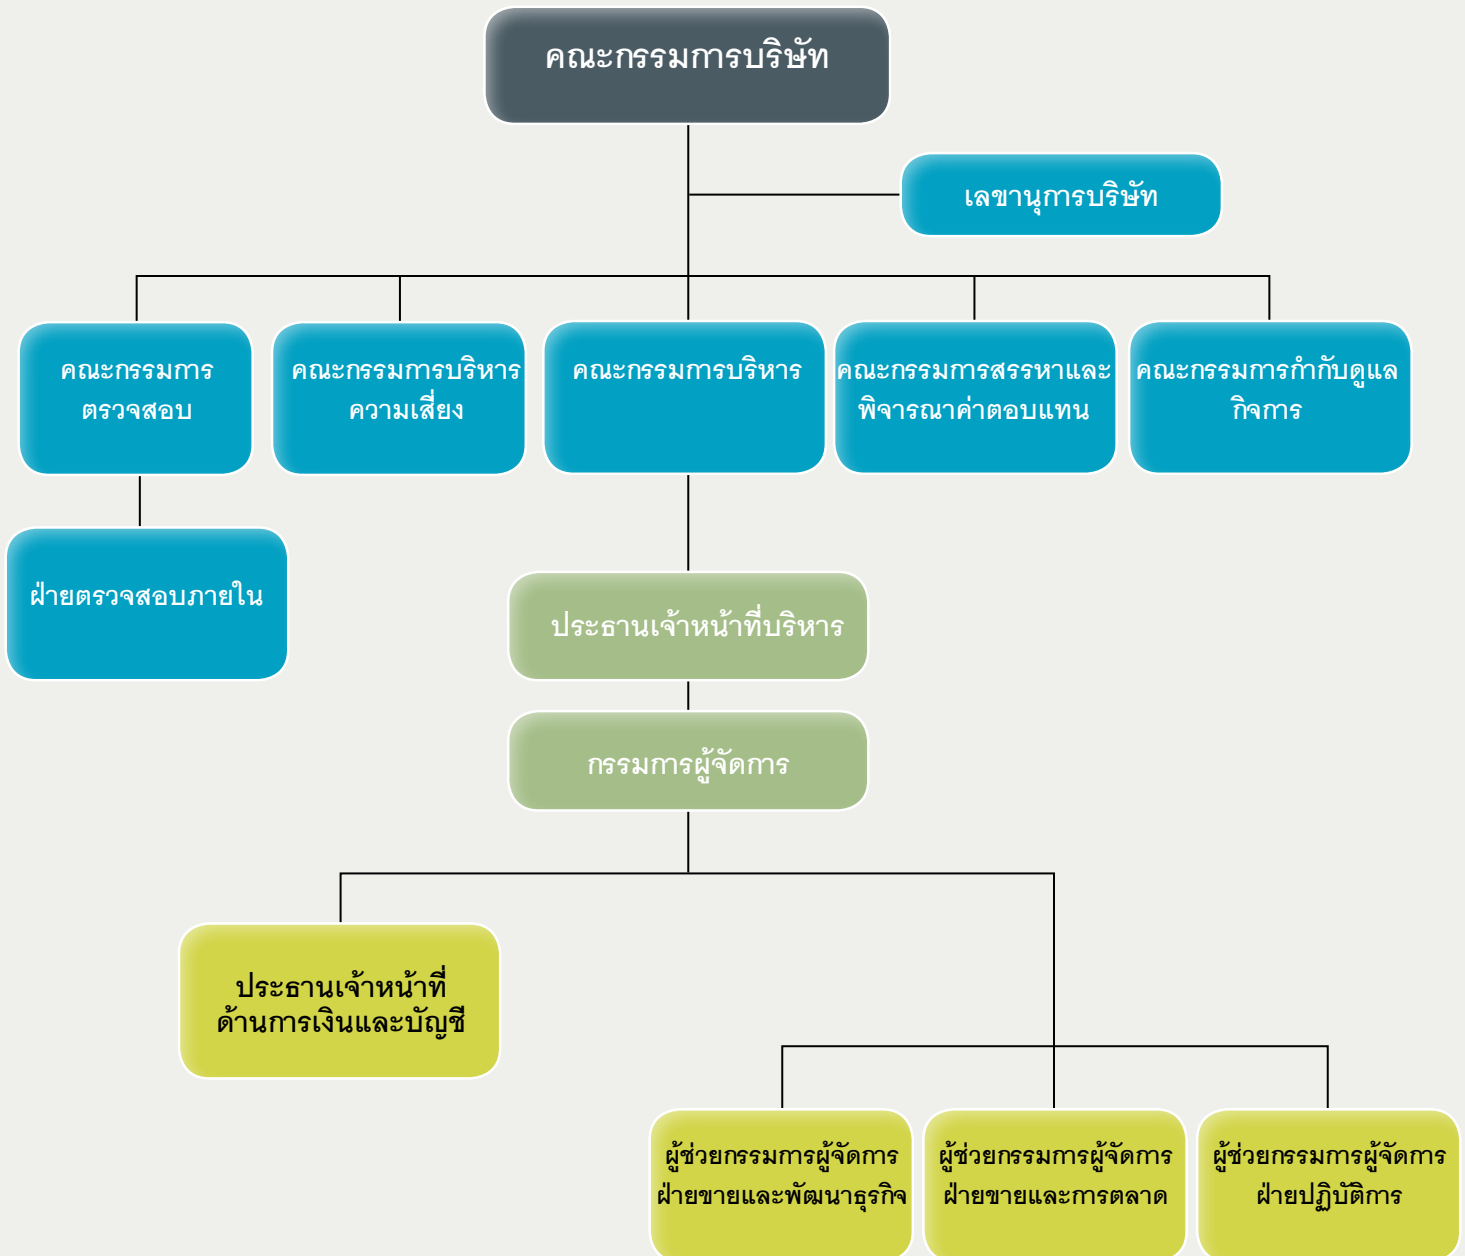 คณะกรรมการบริษัท
เลขานุการบริษัท
คณะกรรมการ
ตรวจสอบ
คณะกรรมการบริหาร
ความเสี่ยง
คณะกรรมการบริหาร
คณะกรรมการสรรหาและ
พิจารณาค่าตอบแทน
คณะกรรมการกำกับดูแล
กิจการ
ฝ่ายตรวจสอบภายใน
ประธานเจ้าหน้าที่บริหาร
กรรมการผู้จัดการ
ประธานเจ้าหน้าที่
ด้านการเงินและบัญชี
ผู้ช่วยกรรมการผู้จัดการ
ฝ่ายขายและพัฒนาธุรกิจ
ผู้ช่วยกรรมการผู้จัดการ
ฝ่ายขายและการตลาด
ผู้ช่วยกรรมการผู้จัดการ
ฝ่ายปฏิบัติการ